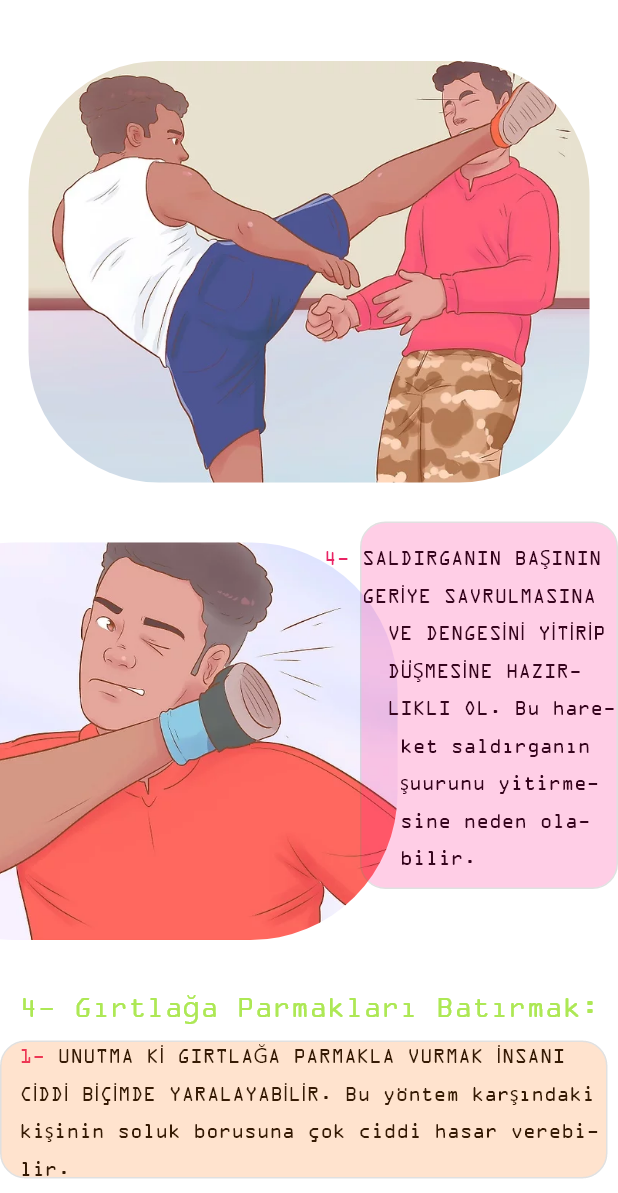 4- SALDIRGANIN BAŞININ
GERİYE SAVRULMASINA
VE DENGESİNİ YİTİRİP
DÜŞMESİNE HAZIR-
LIKLI OL. Bu hare-
ket saldırganın
şuurunu yitirme-
sine neden ola-
bilir.
4- Gırtlağa Parmakları Batırmak:
1- UNUTMA Kİ GIRTLAĞA PARMAKLA VURMAK İNSANI
CİDDİ BİÇİMDE YARALAYABİLİR. Bu yöntem karşındaki
kişinin soluk borusuna çok ciddi hasar verebi-
lir.